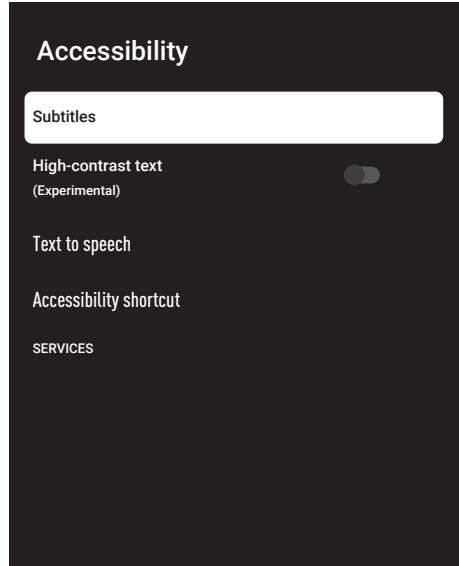 Accessibility
Subtitles
High-contrast text
(Experimental)
Text to speech
Accessibility shortcut
SERVICES